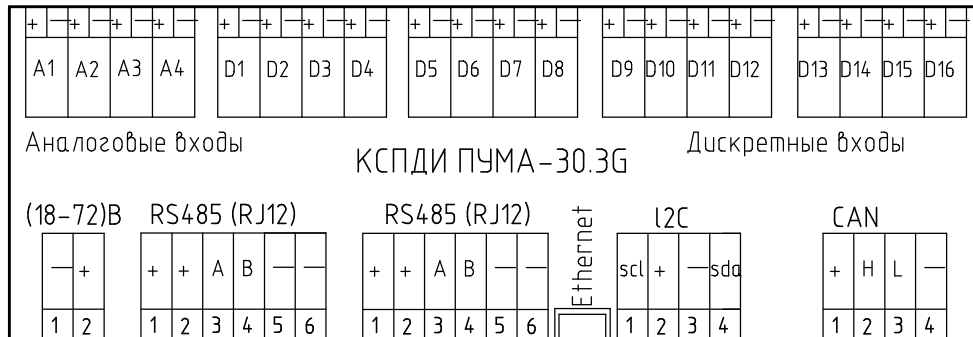 + — + — + — + — + — + — + — + — + — + — + — + — + — + — + — + — + — + — + — + —
A1 A2 A3 A4 D1 D2 D3 D4 D5 D6 D7 D8 D9 D10 D11 D12 D13 D14 D15 D16
Аналоговые входы Дискретные входы
КСПДИ ПУМА-30.3G
(18-72)В RS485 (RJ12) RS485 (RJ12) Ethernet I2C CAN
— + + + A B — — + + A B — — scl + — sda + H L —
1 2 1 2 3 4 5 6 1 2 3 4 5 6 1 2 3 4 1 2 3 4